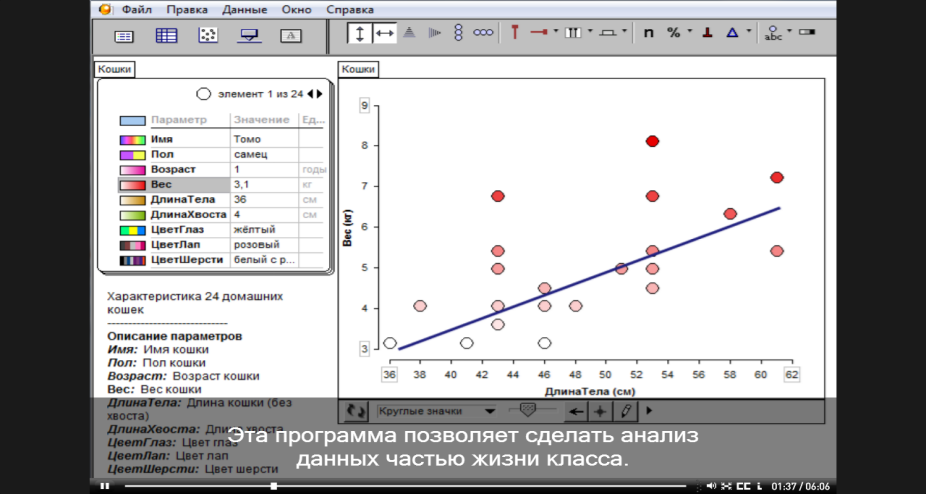 Файл Правка Данные Окно Справка
A n % abc
Кошки
элемент 1 из 24
Параметр Значение Ед...
Имя Томо
Пол самец
Возраст 1 годы
Вес 3,1 кг
ДлинаТела 36 см
ДлинаХвоста 4 см
ЦветГлаз жёлтый
ЦветЛап розовый
ЦветШерсти белый с р...
Характеристика 24 домашних
кошек
-----------------------------
Описание параметров
Имя: Имя кошки
Пол: Пол кошки
Возраст: Возраст кошки
Вес: Вес кошки
ДлинаТела: Длина кошки (без
хвоста)
ДлинаХвоста: Длина хвоста
ЦветГлаз: Цвет глаз
ЦветЛап: Цвет лап
ЦветШерсти: Цвет шерсти
Кошки
Вес (кг)
9
8
7
6
5
4
3
36 38 40 42 44 46 48 50 52 54 56 58 60 62
ДлинаТела (см)
Круглые значки
Эта программа позволяет сделать анализ
данных частью жизни класса.
CC i 01:37 / 06:06